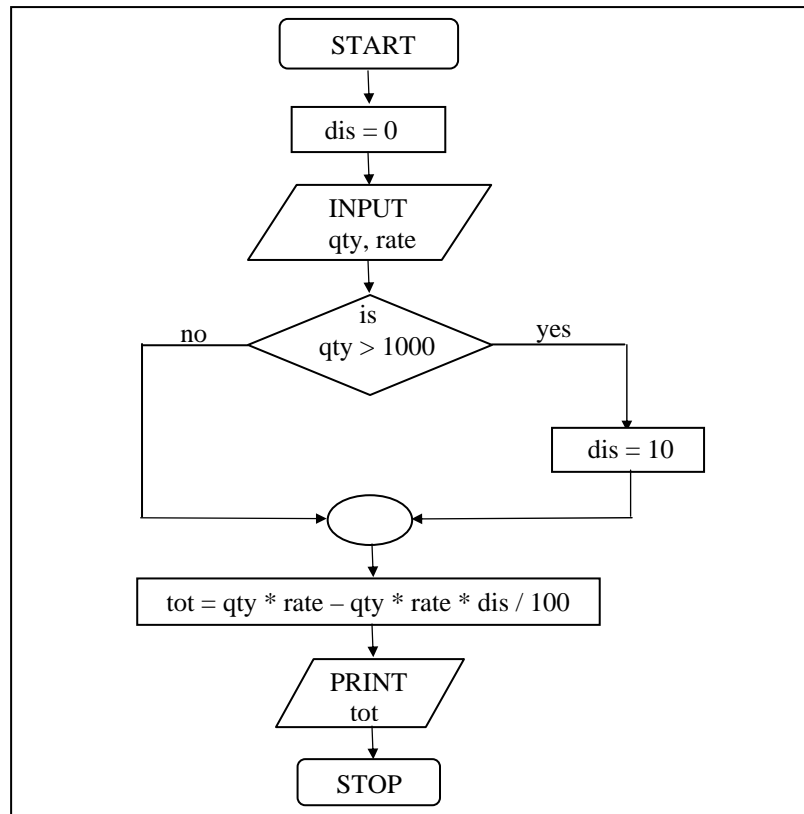 START
dis = 0
INPUT
qty, rate
is
no
yes
qty > 1000
dis = 10
tot = qty * rate – qty * rate * dis / 100
PRINT
tot
STOP